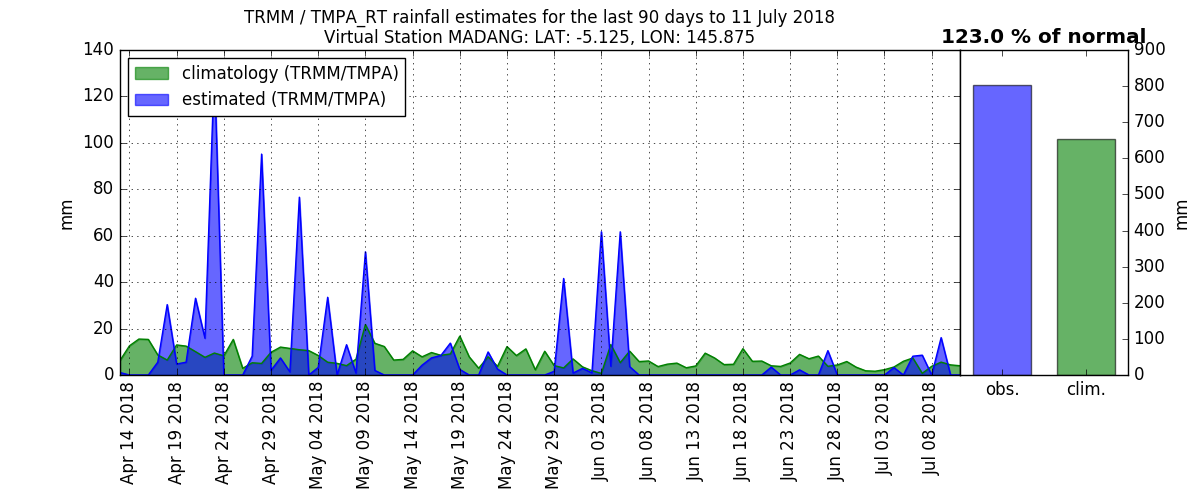 TRMM / TMPA_RT rainfall estimates for the last 90 days to 11 July 2018
Virtual Station MADANG: LAT: -5.125, LON: 145.875
123.0 % of normal
climatology (TRMM/TMPA)
estimated (TRMM/TMPA)
140
120
100
80
60
40
20
0
mm
Apr 14 2018
Apr 19 2018
Apr 24 2018
Apr 29 2018
May 04 2018
May 09 2018
May 14 2018
May 19 2018
May 24 2018
May 29 2018
Jun 03 2018
Jun 08 2018
Jun 13 2018
Jun 18 2018
Jun 23 2018
Jun 28 2018
Jul 03 2018
Jul 08 2018
900
800
700
600
500
400
300
200
100
0
mm
obs.
clim.